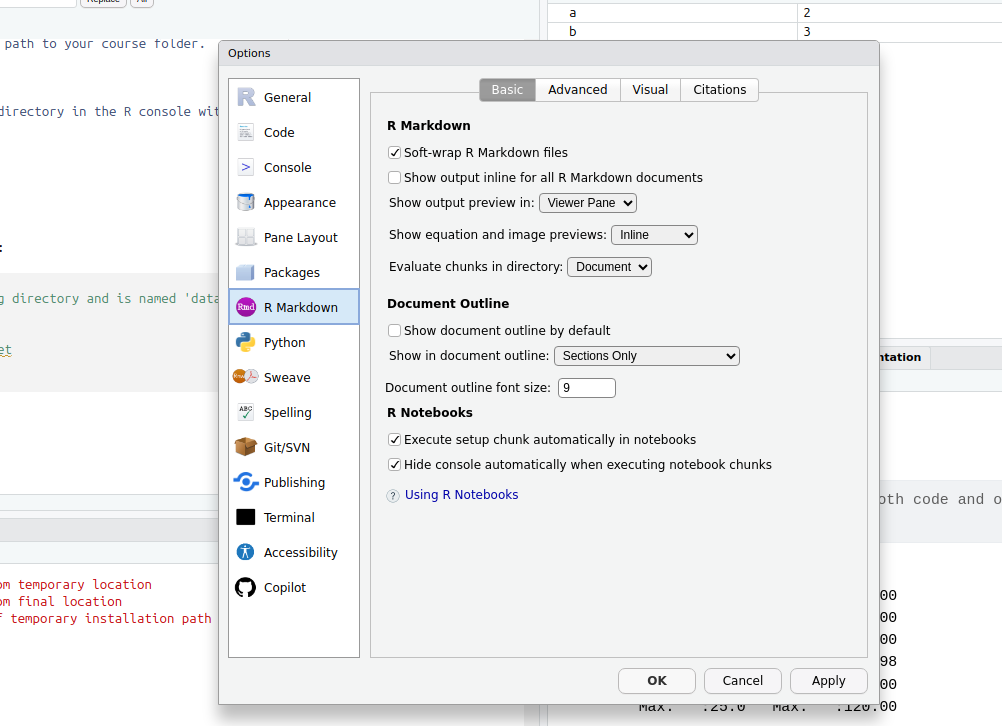 Replace
All
a 2
b 3
path to your course folder.
Options
directory in the R console
General
Code
Console
Appearance
Pane Layout
Packages
R Markdown
Python
Sweave
Spelling
Git/SVN
Publishing
Terminal
Accessibility
Copilot
Basic Advanced Visual Citations
R Markdown
Soft-wrap R Markdown files
Show output inline for all R Markdown documents
Show output preview in: Viewer Pane
Show equation and image previews: Inline
Evaluate chunks in directory: Document
Document Outline
Show document outline by default
Show in document outline: Sections Only
Document outline font size: 9
R Notebooks
Execute setup chunk automatically in notebooks
Hide console automatically when executing notebook chunks
? Using R Notebooks
OK Cancel Apply
:
g directory and is named 'data
et
om temporary location
om final location
f temporary installation path
ntation
oth code and o
00
00
00
98
00
Max. :25.0 Max. :120.00